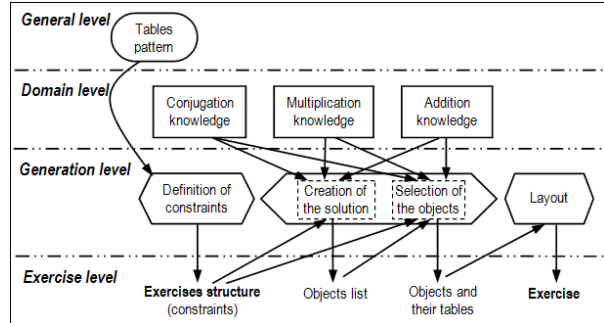 General level
Tables
pattern
Domain level
Conjugation
knowledge
Multiplication
knowledge
Addition
knowledge
Generation level
Definition of
constraints
Creation of
the solution
Selection of
the objects
Layout
Exercise level
Exercises structure
(constraints)
Objects list
Objects and
their tables
Exercise